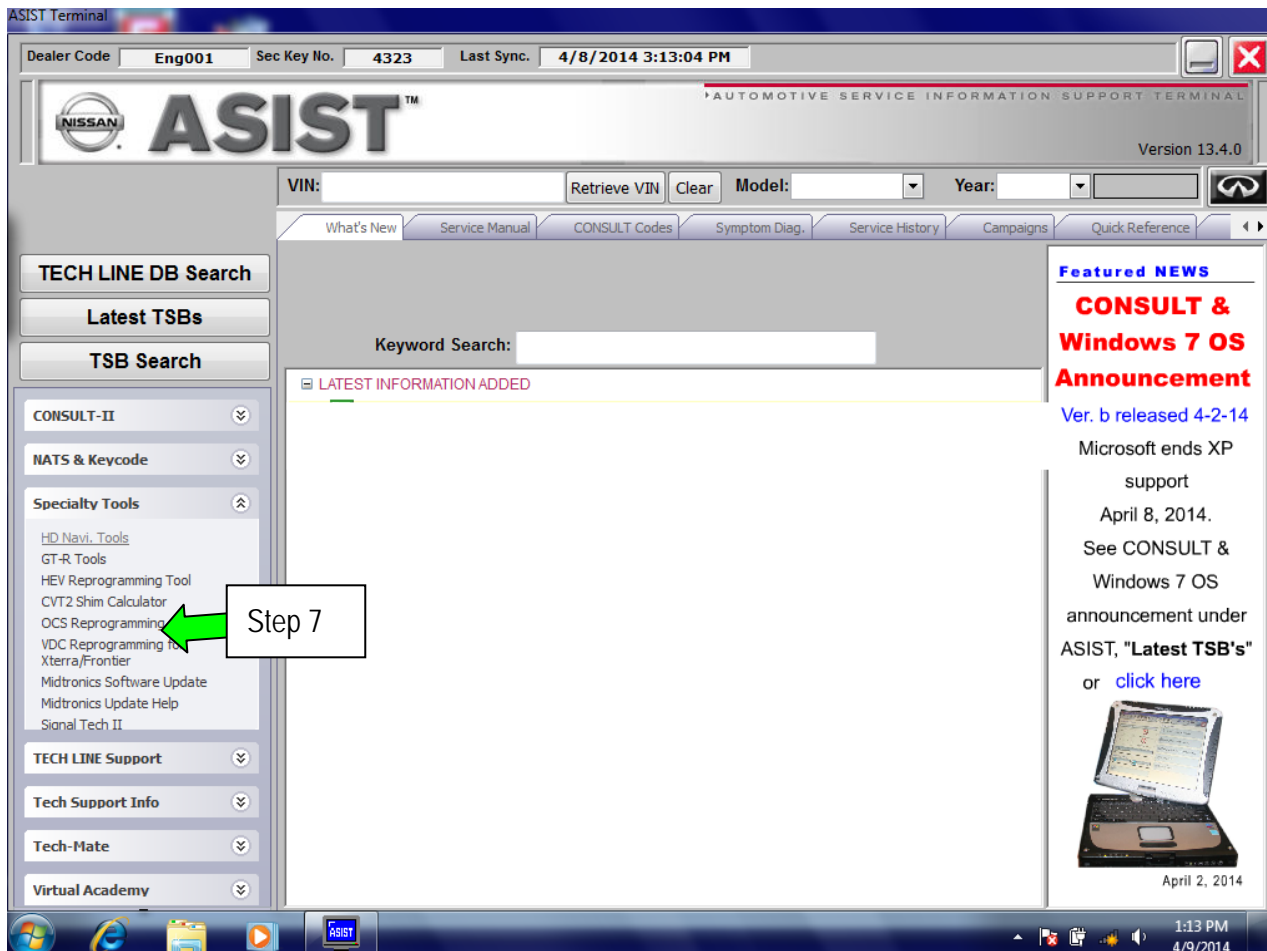 ASIST Terminal
Dealer Code Eng001 Sec Key No. 4323 Last Sync. 4/8/2014 3:13:04 PM
NISSAN ASIST™
AUTOMOTIVE SERVICE INFORMATION SUPPORT TERMINAL
Version 13.4.0
VIN: Retrieve VIN Clear Model: Year:
What's New Service Manual CONSULT Codes Symptom Diag. Service History Campaigns Quick Reference
TECH LINE DB Search
Latest TSBs
TSB Search
CONSULT-II
NATS & Keycode
Specialty Tools
HD Navi. Tools
GT-R Tools
HEV Reprogramming Tool
CVT2 Shim Calculator
OCS Reprogramming
VDC Reprogramming fo
Xterra/Frontier
Midtronics Software Update
Midtronics Update Help
Signal Tech II
TECH LINE Support
Tech Support Info
Tech-Mate
Virtual Academy
Step 7
Keyword Search:
LATEST INFORMATION ADDED
Featured NEWS
CONSULT &
Windows 7 OS
Announcement
Ver. b released 4-2-14
Microsoft ends XP
support
April 8, 2014.
See CONSULT &
Windows 7 OS
announcement under
ASIST, "Latest TSB's"
or click here
April 2, 2014
ASIST
1:13 PM
4/9/2014